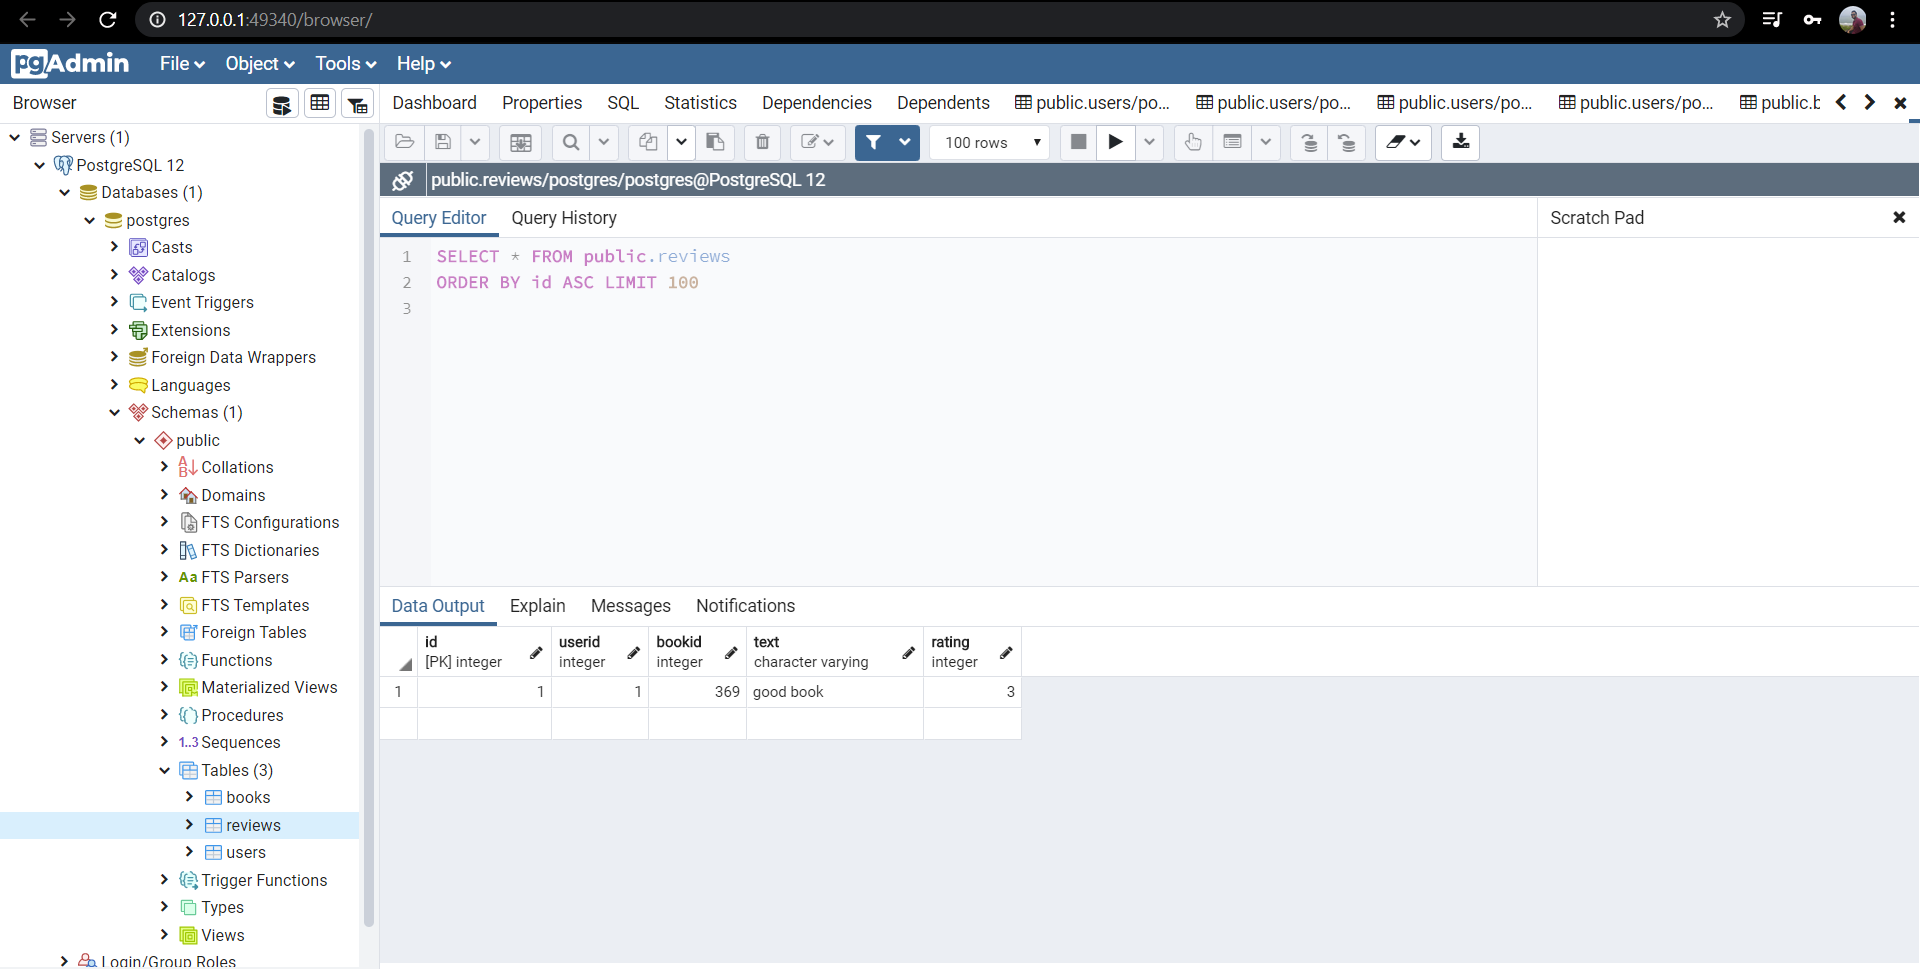 127.0.0.1:49340/browser/
pgAdmin File Object Tools Help
Browser
Dashboard Properties SQL Statistics Dependencies Dependents public.users/po... public.users/po... public.users/po... public.users/po... public.b
Servers (1)
PostgreSQL 12
Databases (1)
postgres
Casts
Catalogs
Event Triggers
Extensions
Foreign Data Wrappers
Languages
Schemas (1)
public
Collations
Domains
FTS Configurations
FTS Dictionaries
Aa FTS Parsers
FTS Templates
Foreign Tables
Functions
Materialized Views
Procedures
1..3 Sequences
Tables (3)
books
reviews
users
Trigger Functions
Types
Views
Login/Group Roles
100 rows
public.reviews/postgres/postgres@PostgreSQL 12
Query Editor Query History
Scratch Pad
1 SELECT * FROM public.reviews
2 ORDER BY id ASC LIMIT 100
3
Data Output Explain Messages Notifications
id userid bookid text rating
[PK] integer integer integer character varying integer
1 1 1 369 good book 3